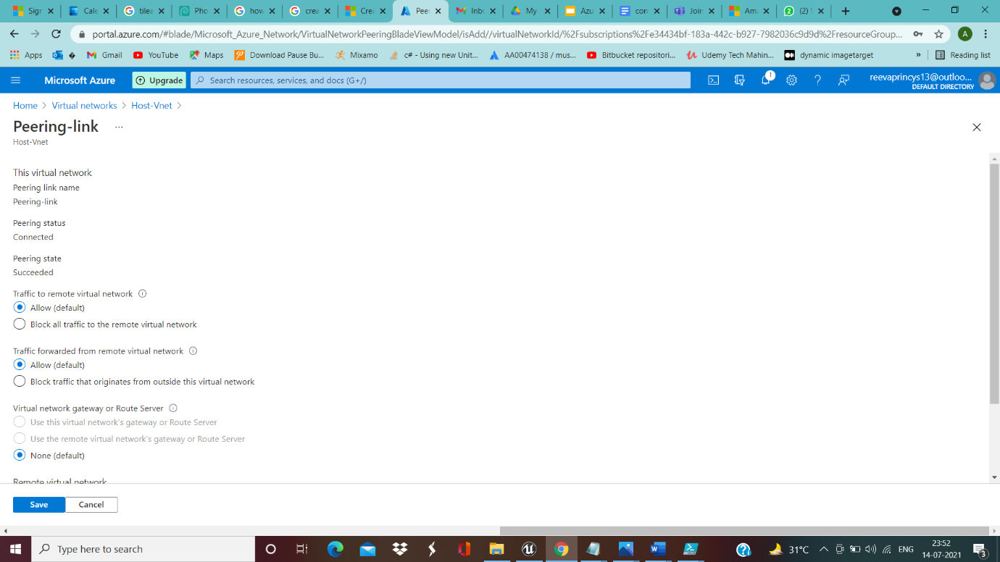 Sign
Cale
tilea
Pho
how
crea
Crea
Peer
Inbo
My
Azu
cori
Join
Am
(2)
portal.azure.com/#blade/Microsoft_Azure_Network/VirtualNetworkPeeringBladeViewModel/isAdd//virtualNetworkId/%2Fsubscriptions%2Fe34434bf-183a-442c-b927-7982036c9d9d%2FresourceGroup...
A
Apps
Gmail
YouTube
Maps
Download Pause Bu...
Mixamo
c# - Using new Unit...
AA00474138 / mus...
Bitbucket repositori...
Udemy Tech Mahin...
dynamic imagetarget
»
Reading list
Microsoft Azure
Upgrade
Search resources, services, and docs (G+/)
1
reevaprincys13@outloo...
DEFAULT DIRECTORY
Home > Virtual networks > Host-Vnet >
Peering-link ...
Host-Vnet
This virtual network
Peering link name
Peering-link
Peering status
Connected
Peering state
Succeeded
Traffic to remote virtual network
Allow (default)
Block all traffic to the remote virtual network
Traffic forwarded from remote virtual network
Allow (default)
Block traffic that originates from outside this virtual network
Virtual network gateway or Route Server
Use this virtual network's gateway or Route Server
Use the remote virtual network's gateway or Route Server
None (default)
Remote virtual network
Save
Cancel
Type here to search
31°C
ENG
23:52
14-07-2021
3